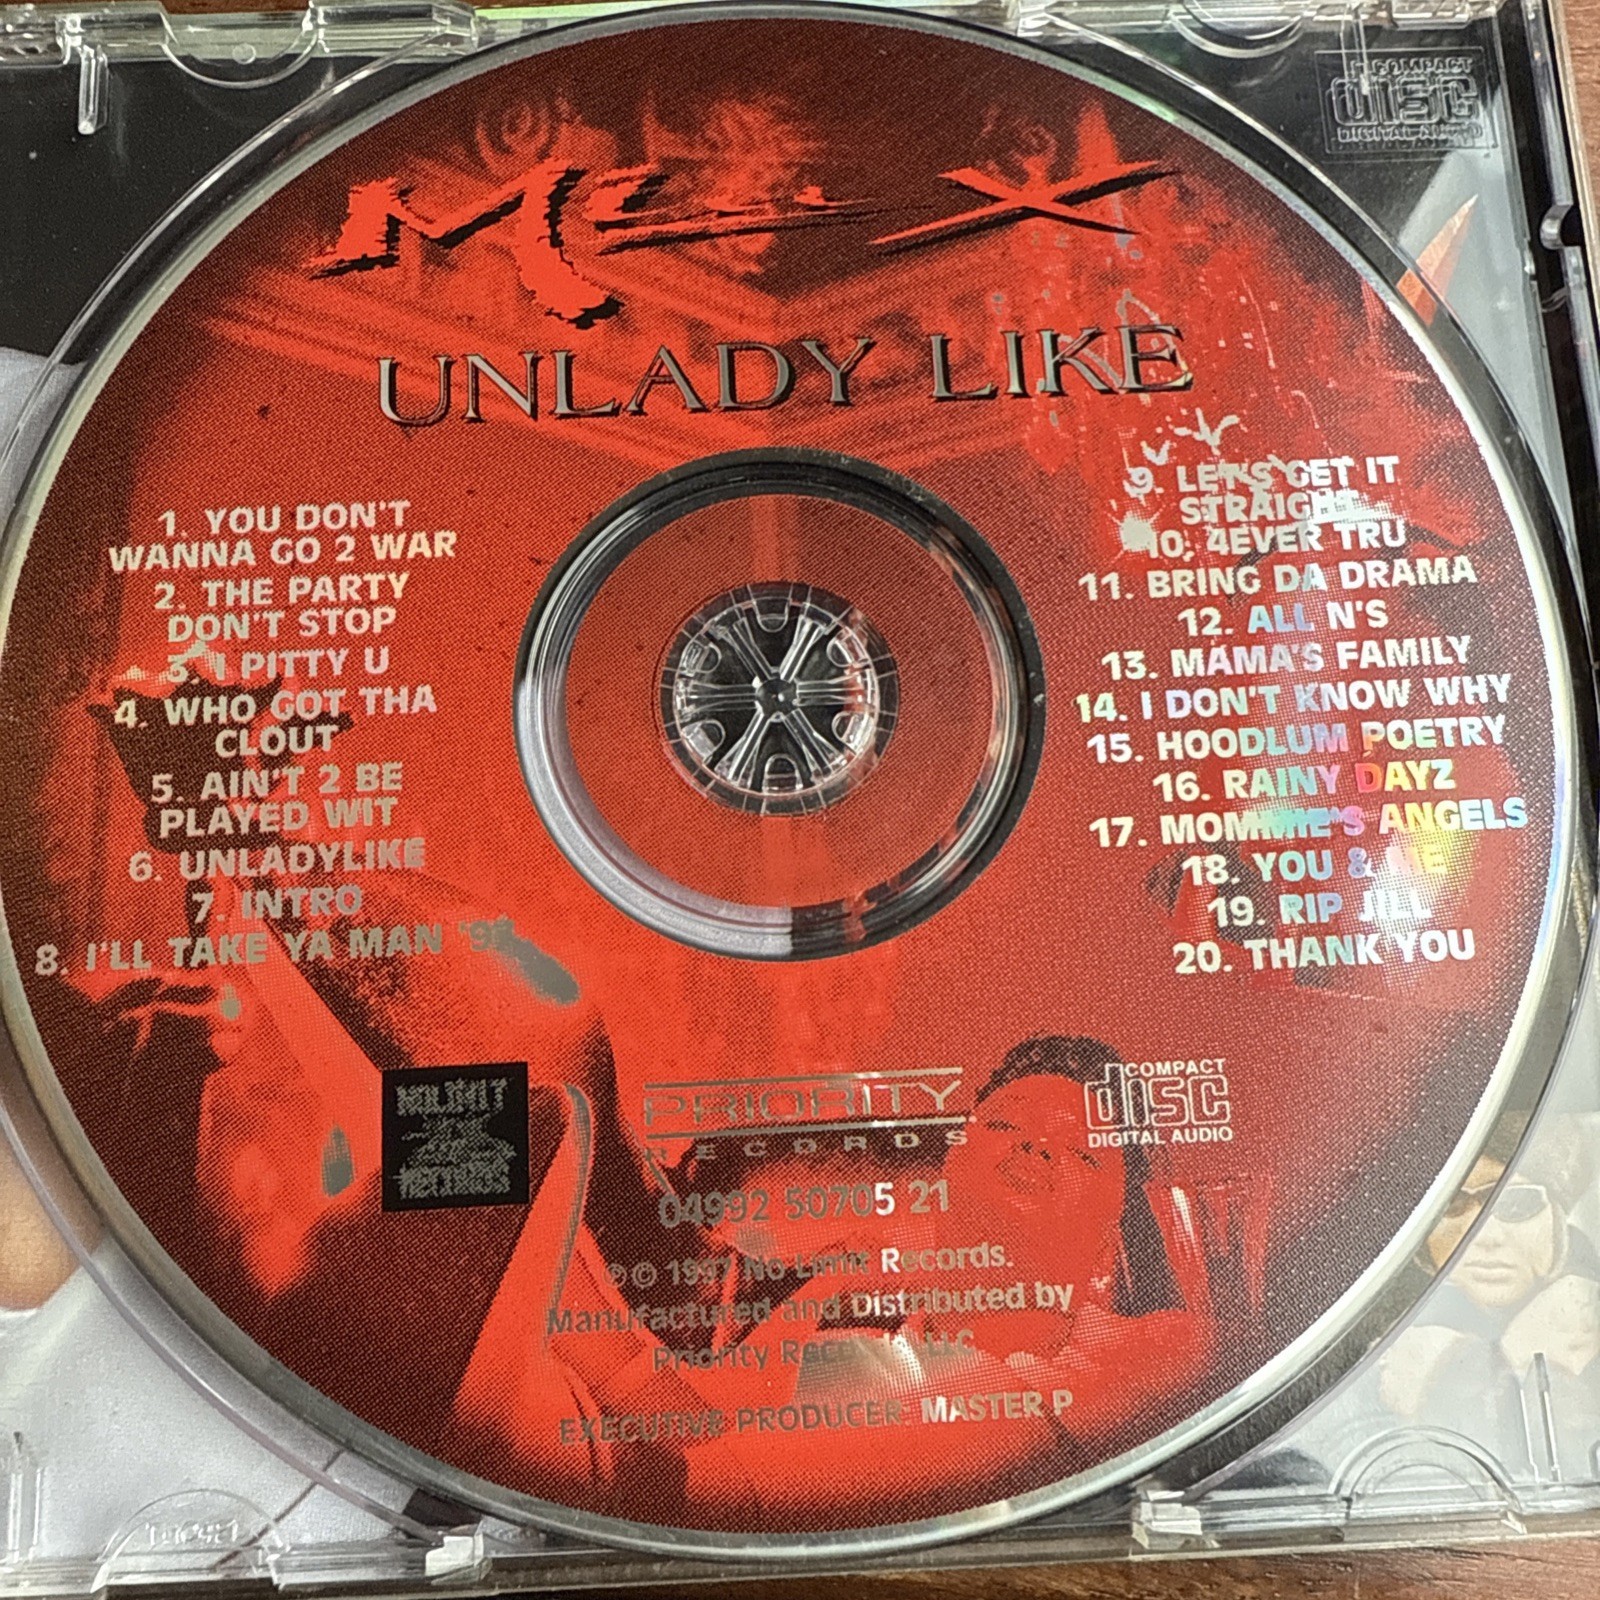 COMPACT
disc
DIGITAL AUDIO
Mia X
UNLADY LIKE
1. YOU DON'T
WANNA GO 2 WAR
2. THE PARTY
DON'T STOP
3. I PITTY U
4. WHO GOT THA
CLOUT
5. AIN'T 2 BE
PLAYED WIT
6. UNLADYLIKE
7. INTRO
8. I'LL TAKE YA MAN '97
9. LET'S GET IT
STRAIGHT
10. 4EVER TRU
11. BRING DA DRAMA
12. ALL N'S
13. MAMA'S FAMILY
14. I DON'T KNOW WHY
15. HOODLUM POETRY
16. RAINY DAYZ
17. MOMMIE'S ANGELS
18. YOU & ME
19. RIP JILL
20. THANK YOU
NO LIMIT
RECORDS
PRIORITY
RECORDS
COMPACT
disc
DIGITAL AUDIO
04992 50705 21
℗ © 1997 No Limit Records.
Manufactured and Distributed by
Priority Records LLC
EXECUTIVE PRODUCER: MASTER P